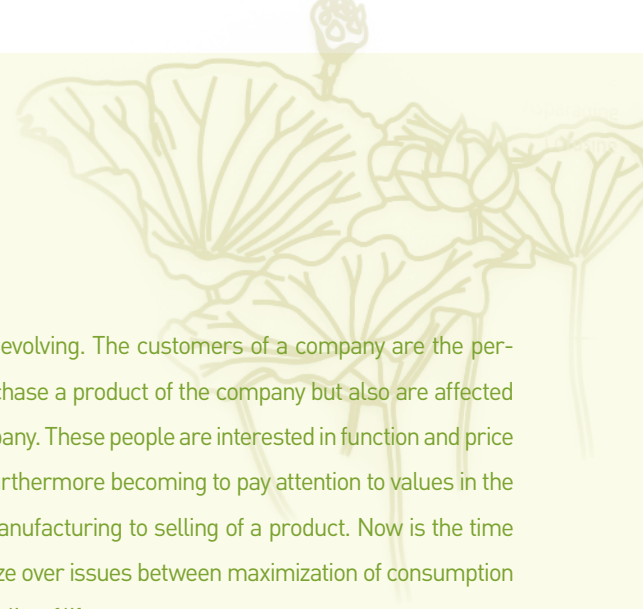 evolving. The customers of a company are the per-
chase a product of the company but also are affected
pany. These people are interested in function and price
rthermore becoming to pay attention to values in the
anufacturing to selling of a product. Now is the time
ze over issues between maximization of consumption